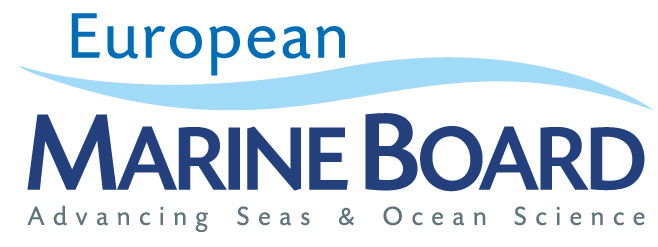 European
MARINE BOARD
Advancing Seas & Ocean Science